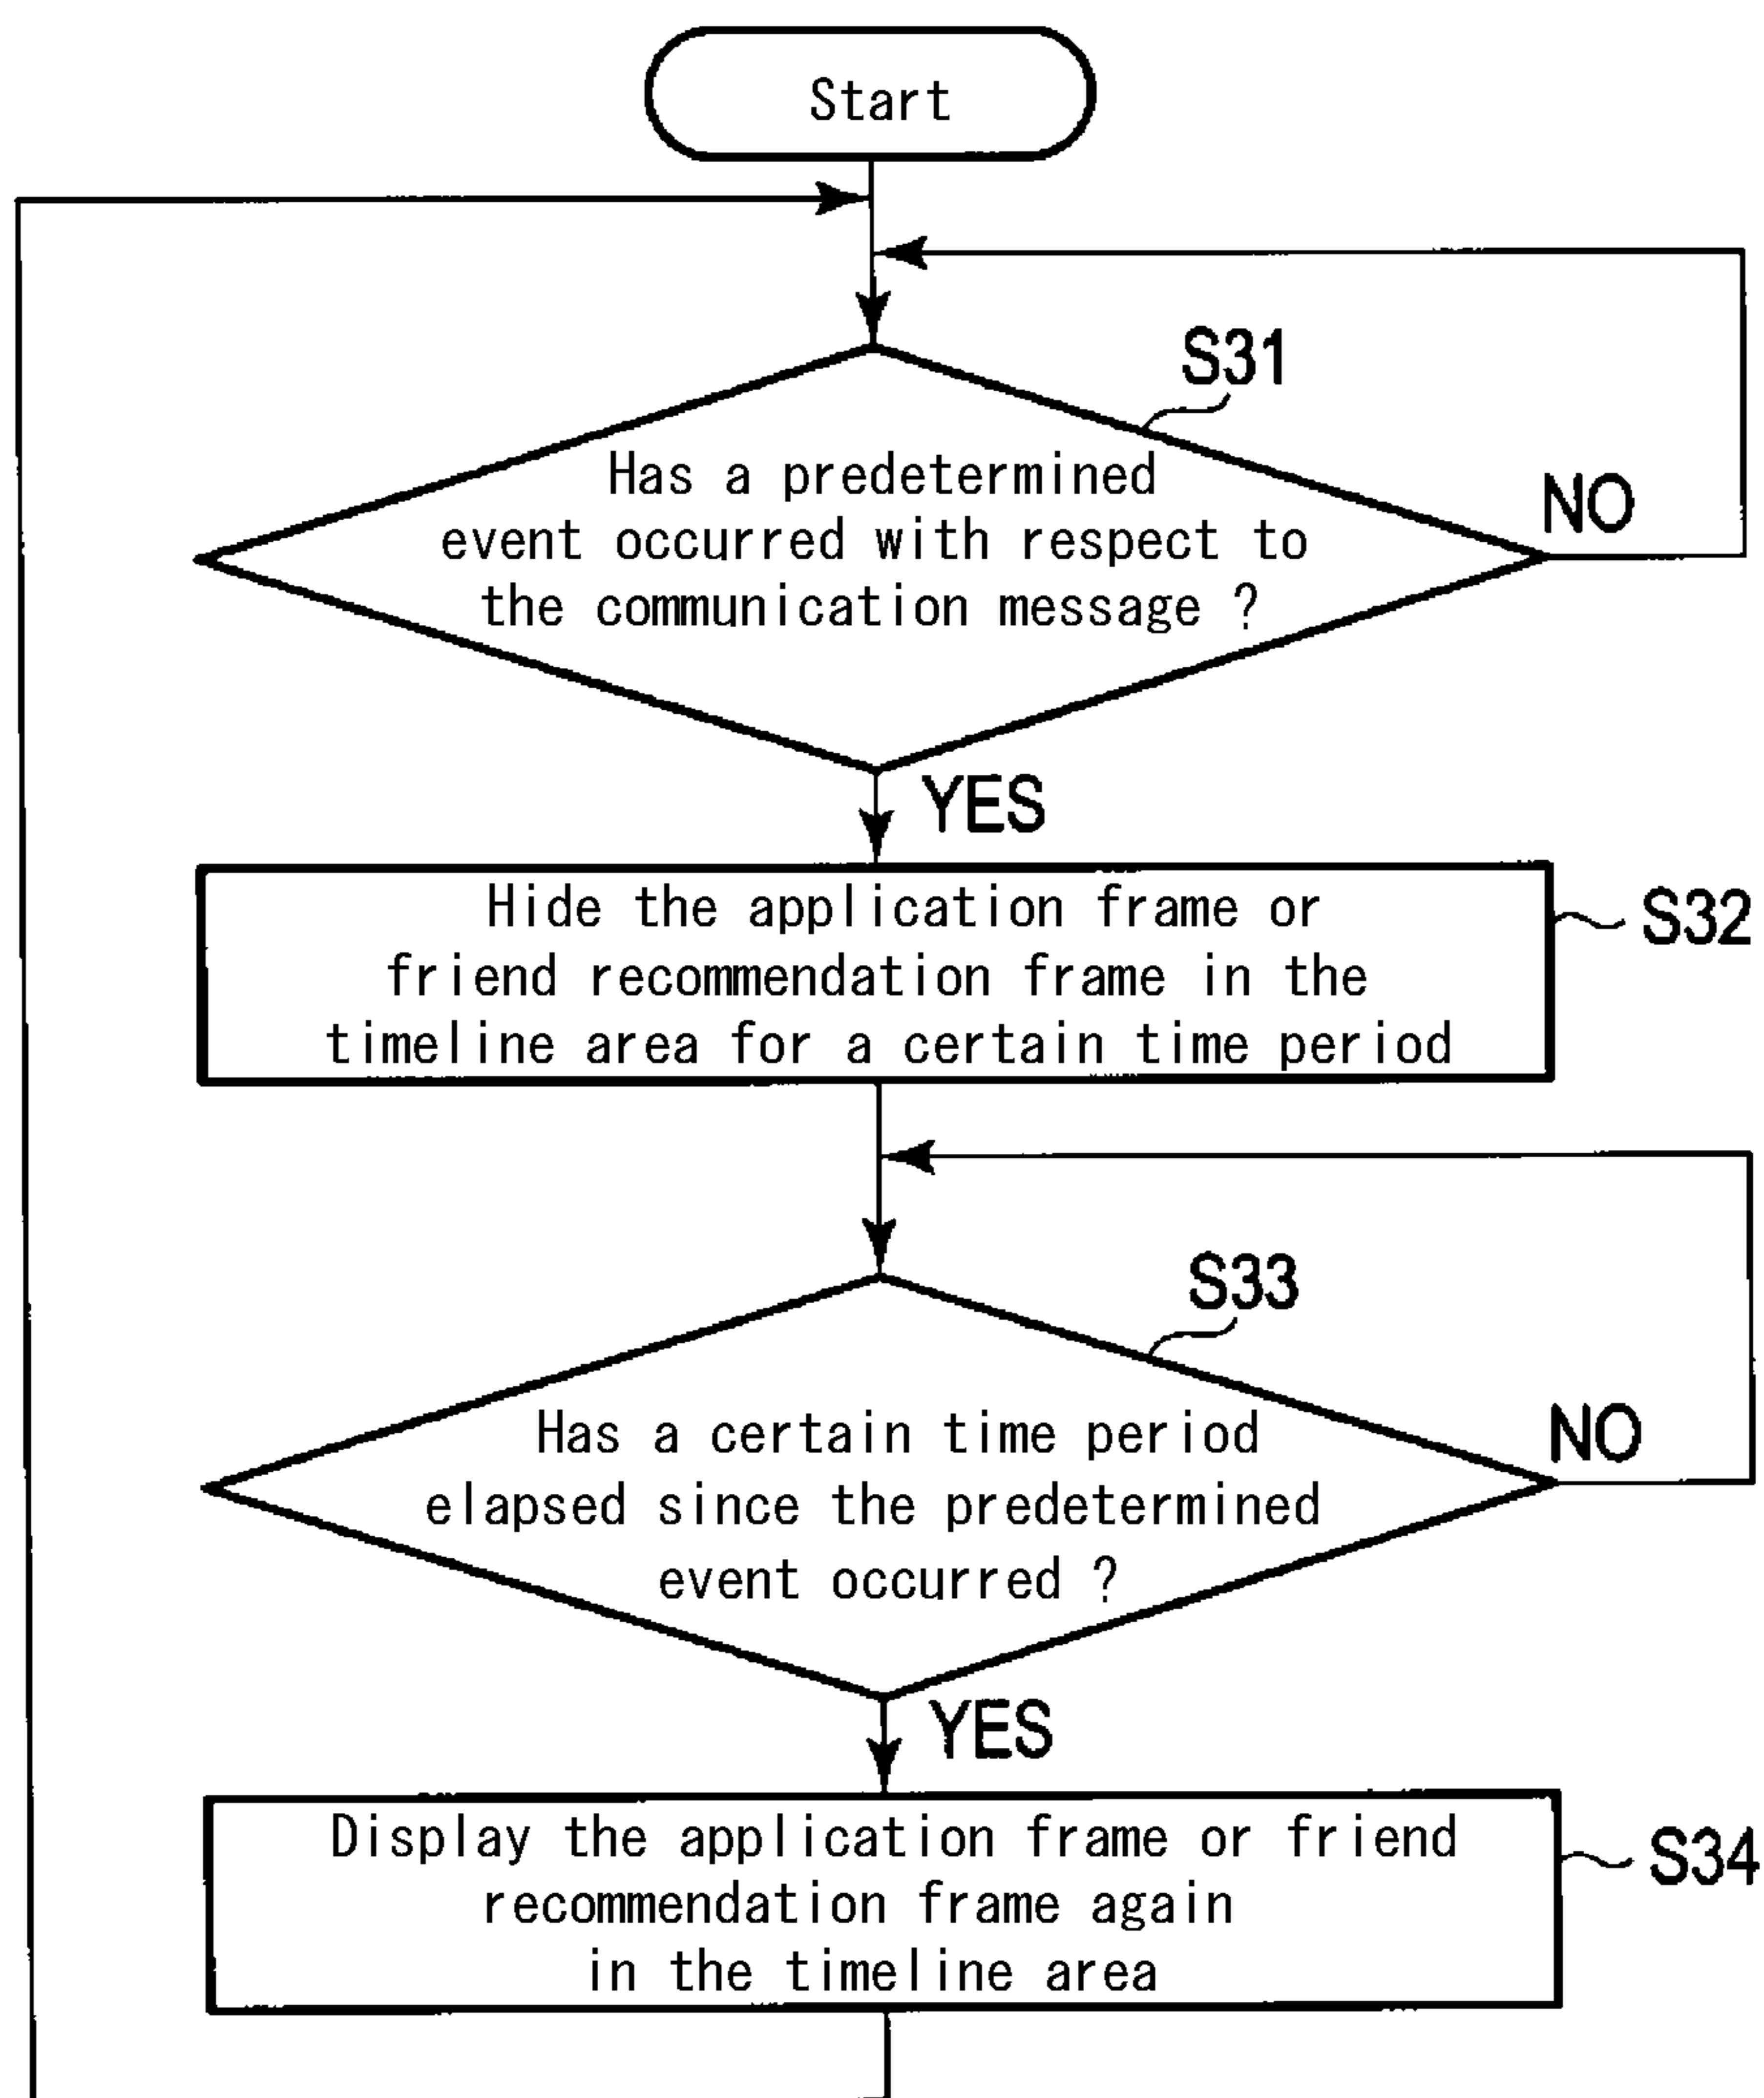 Start
S31
Has a predetermined
event occurred with respect to
the communication message ?
NO
YES
Hide the application frame or
friend recommendation frame in the
timeline area for a certain time period
S32
S33
Has a certain time period
elapsed since the predetermined
event occurred ?
NO
YES
Display the application frame or friend
recommendation frame again
in the timeline area
S34